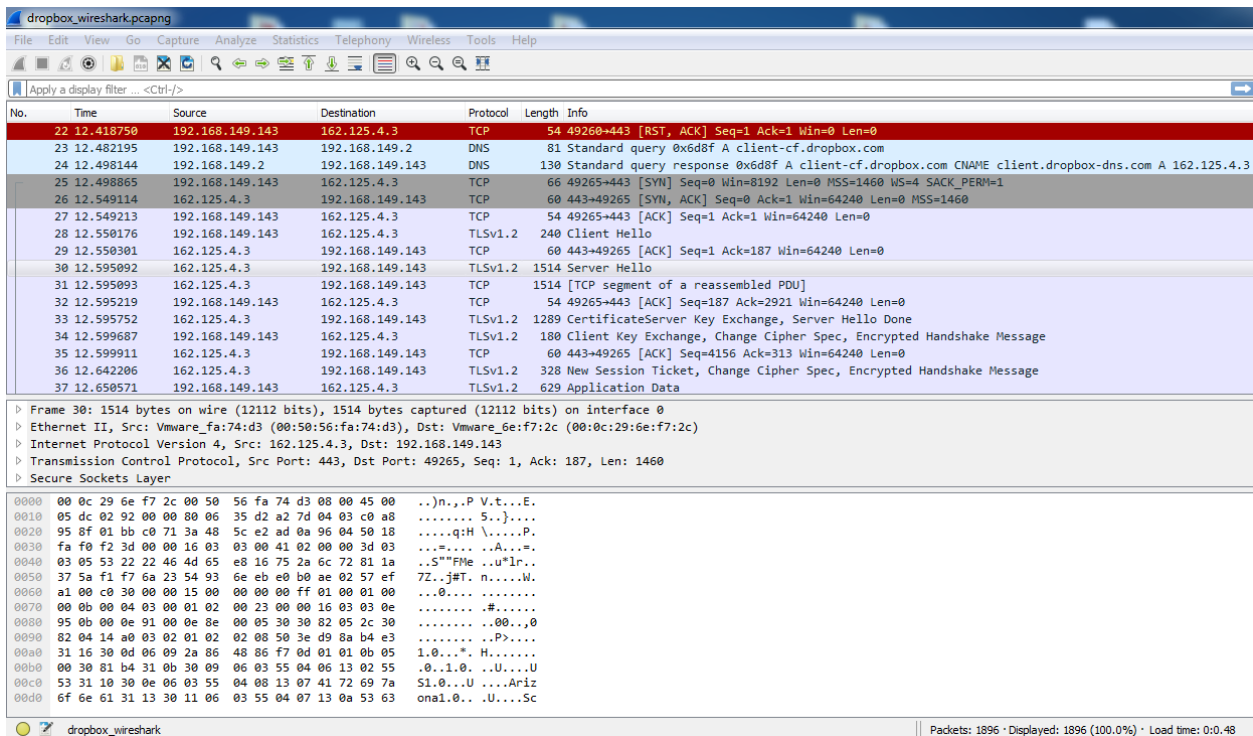 dropbox_wireshark.pcapng
File Edit View Go Capture Analyze Statistics Telephony Wireless Tools Help
Apply a display filter ... <Ctrl-/>
No. Time Source Destination Protocol Length Info
22 12.418750 192.168.149.143 162.125.4.3 TCP 54 49260→443 [RST, ACK] Seq=1 Ack=1 Win=0 Len=0
23 12.482195 192.168.149.143 192.168.149.2 DNS 81 Standard query 0x6d8f A client-cf.dropbox.com
24 12.498144 192.168.149.2 192.168.149.143 DNS 130 Standard query response 0x6d8f A client-cf.dropbox.com CNAME client.dropbox-dns.com A 162.125.4.3
25 12.498865 192.168.149.143 162.125.4.3 TCP 66 49265→443 [SYN] Seq=0 Win=8192 Len=0 MSS=1460 WS=4 SACK_PERM=1
26 12.549114 162.125.4.3 192.168.149.143 TCP 60 443→49265 [SYN, ACK] Seq=0 Ack=1 Win=64240 Len=0 MSS=1460
27 12.549213 192.168.149.143 162.125.4.3 TCP 54 49265→443 [ACK] Seq=1 Ack=1 Win=64240 Len=0
28 12.550176 192.168.149.143 162.125.4.3 TLSv1.2 240 Client Hello
29 12.550301 162.125.4.3 192.168.149.143 TCP 60 443→49265 [ACK] Seq=1 Ack=187 Win=64240 Len=0
30 12.595092 162.125.4.3 192.168.149.143 TLSv1.2 1514 Server Hello
31 12.595093 162.125.4.3 192.168.149.143 TCP 1514 [TCP segment of a reassembled PDU]
32 12.595219 192.168.149.143 162.125.4.3 TCP 54 49265→443 [ACK] Seq=187 Ack=2921 Win=64240 Len=0
33 12.595752 162.125.4.3 192.168.149.143 TLSv1.2 1289 CertificateServer Key Exchange, Server Hello Done
34 12.599687 192.168.149.143 162.125.4.3 TLSv1.2 180 Client Key Exchange, Change Cipher Spec, Encrypted Handshake Message
35 12.599911 162.125.4.3 192.168.149.143 TCP 60 443→49265 [ACK] Seq=4156 Ack=313 Win=64240 Len=0
36 12.642206 162.125.4.3 192.168.149.143 TLSv1.2 328 New Session Ticket, Change Cipher Spec, Encrypted Handshake Message
37 12.650571 192.168.149.143 162.125.4.3 TLSv1.2 629 Application Data
Frame 30: 1514 bytes on wire (12112 bits), 1514 bytes captured (12112 bits) on interface 0
Ethernet II, Src: Vmware_fa:74:d3 (00:50:56:fa:74:d3), Dst: Vmware_6e:f7:2c (00:0c:29:6e:f7:2c)
Internet Protocol Version 4, Src: 162.125.4.3, Dst: 192.168.149.143
Transmission Control Protocol, Src Port: 443, Dst Port: 49265, Seq: 1, Ack: 187, Len: 1460
Secure Sockets Layer
0000 00 0c 29 6e f7 2c 00 50 56 fa 74 d3 08 00 45 00 ..)n.,.P V.t...E.
0010 05 dc 02 92 00 00 80 06 35 d2 a2 7d 04 03 c0 a8 ........ 5..}....
0020 95 8f 01 bb c0 71 3a 48 5c e2 ad 0a 96 04 50 18 .....q:H \.....P.
0030 fa f0 f2 3d 00 00 16 03 03 00 41 02 00 00 3d 03 ...=.... ..A...=.
0040 03 05 53 22 22 46 4d 65 e8 16 75 2a 6c 72 81 1a ..S""FMe ..u*lr..
0050 37 5a f1 f7 6a 23 54 93 6e eb e0 b0 ae 02 57 ef 7Z..j#T. n.....W.
0060 a1 00 c0 30 00 00 15 00 00 00 00 ff 01 00 01 00 ...0.... ........
0070 00 0b 00 04 03 00 01 02 00 23 00 00 16 03 03 0e ........ .#......
0080 95 0b 00 0e 91 00 0e 8e 00 05 30 30 82 05 2c 30 ........ ..00..,0
0090 82 04 14 a0 03 02 01 02 02 08 50 3e d9 8a b4 e3 ........ ..P>....
00a0 31 16 30 0d 06 09 2a 86 48 86 f7 0d 01 01 0b 05 1.0...*. H.......
00b0 00 30 81 b4 31 0b 30 09 06 03 55 04 06 13 02 55 .0..1.0. ..U....U
00c0 53 31 10 30 0e 06 03 55 04 08 13 07 41 72 69 7a S1.0...U ....Ariz
00d0 6f 6e 61 31 13 30 11 06 03 55 04 07 13 0a 53 63 ona1.0.. .U....Sc
dropbox_wireshark Packets: 1896 · Displayed: 1896 (100.0%) · Load time: 0:0.48